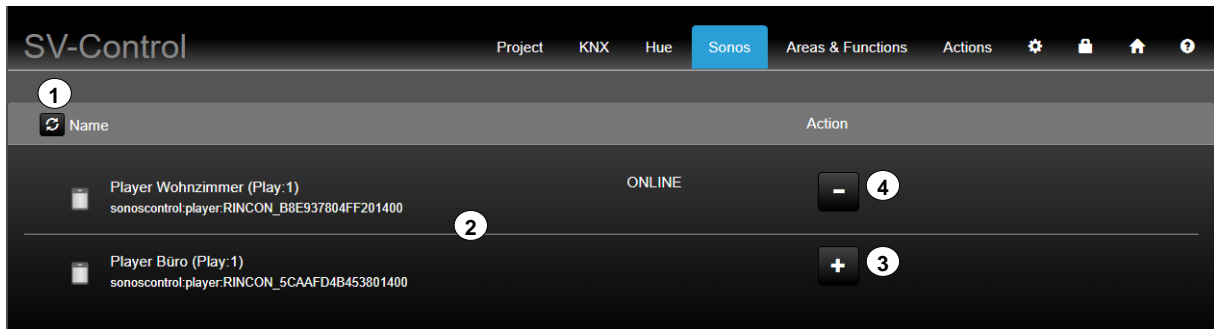 SV-Control Project KNX Hue Sonos Areas & Functions Actions
1
Name Action
Player Wohnzimmer (Play:1) ONLINE 4
sonoscontrol:player:RINCON_B8E937804FF201400
2
Player Büro (Play:1) 3
sonoscontrol:player:RINCON_5CAAFD4B453801400